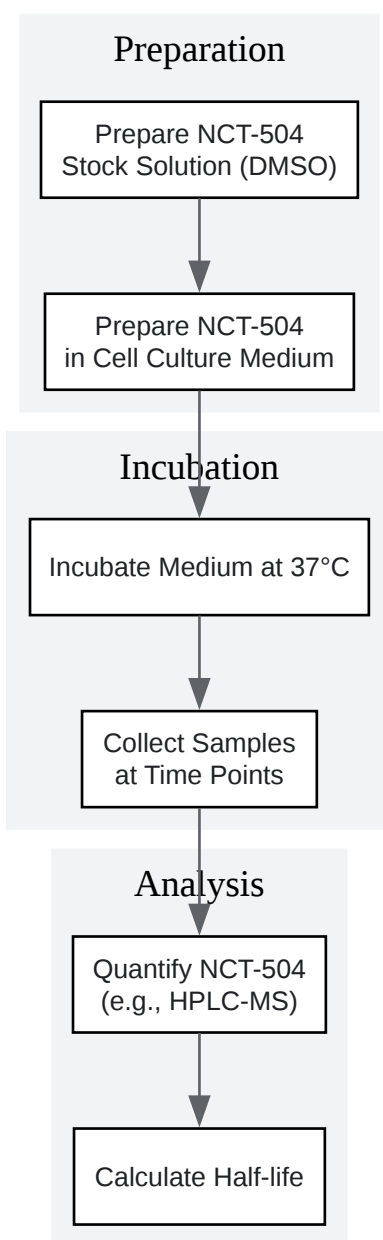 Preparation
Prepare NCT-504
Stock Solution (DMSO)
Prepare NCT-504
in Cell Culture Medium
Incubation
Incubate Medium at 37°C
Collect Samples
at Time Points
Analysis
Quantify NCT-504
(e.g., HPLC-MS)
Calculate Half-life